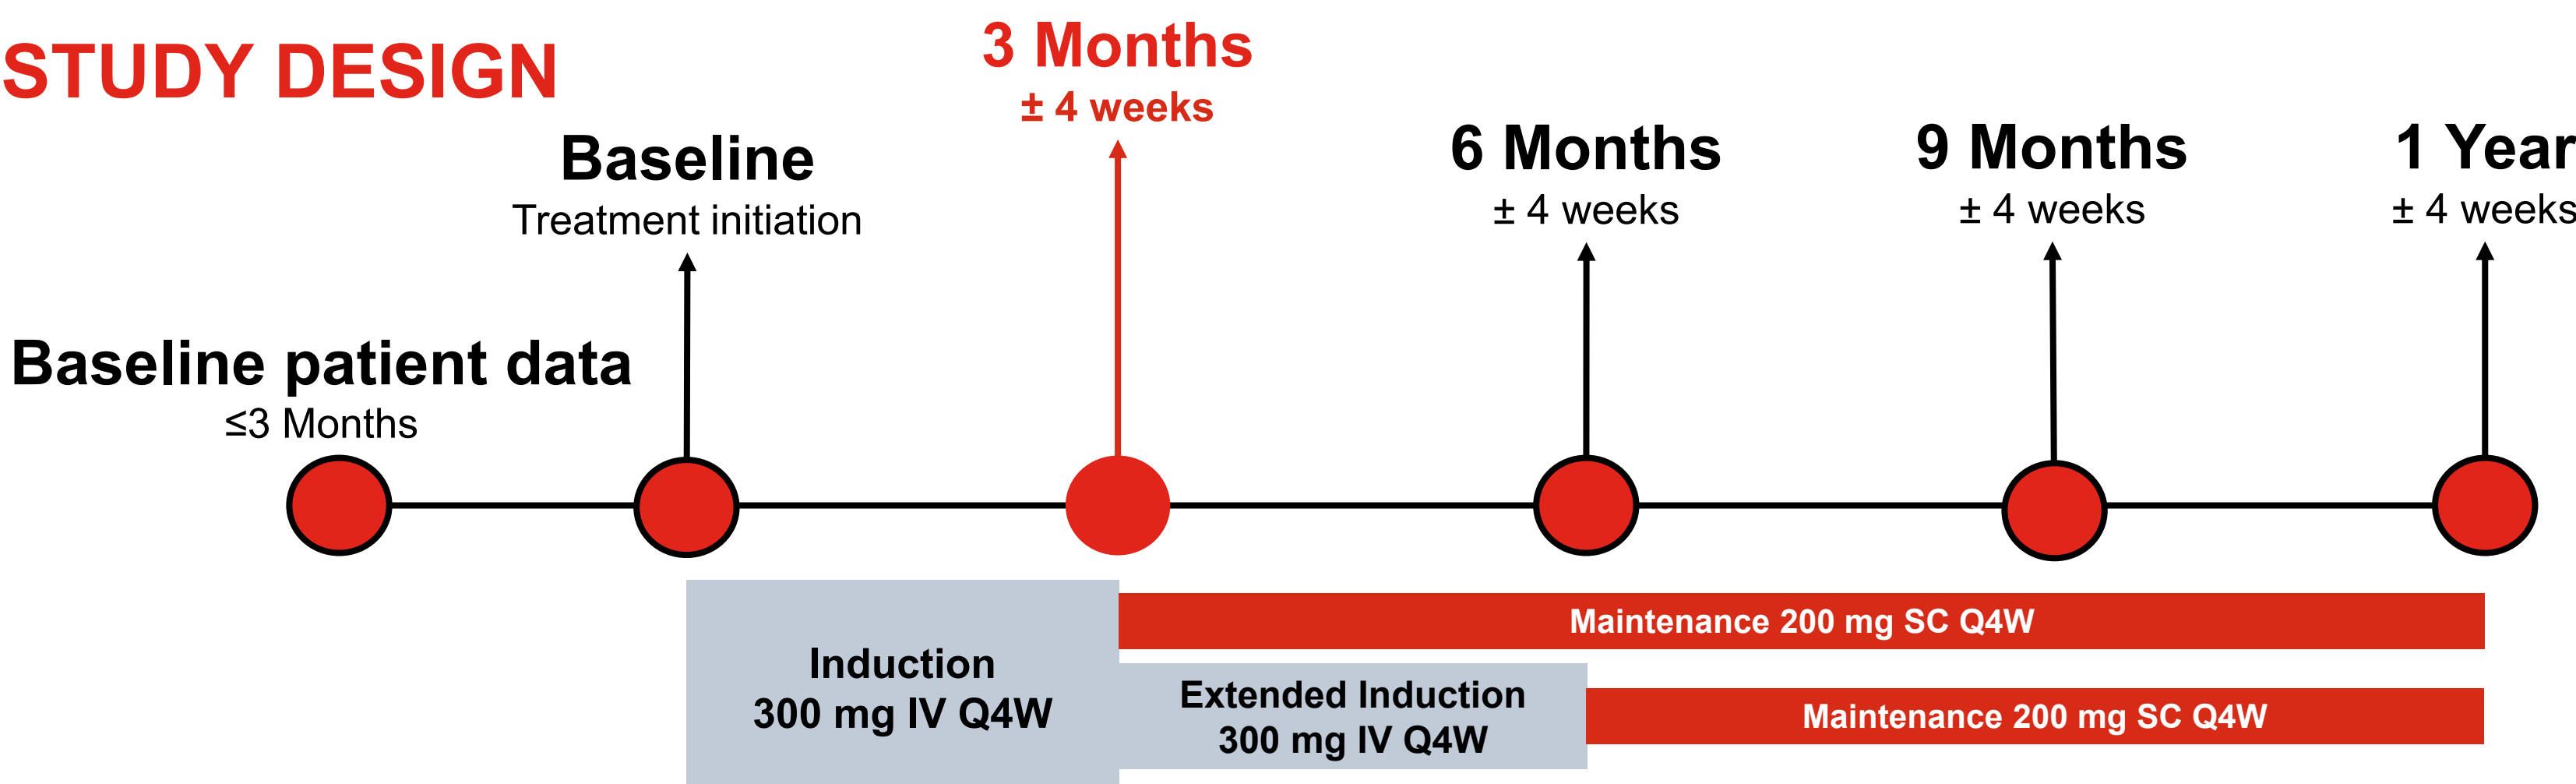 STUDY DESIGN
Baseline patient data
≤3 Months
Baseline
Treatment initiation
3 Months
± 4 weeks
6 Months
± 4 weeks
9 Months
± 4 weeks
1 Year
± 4 weeks
Induction
300 mg IV Q4W
Maintenance 200 mg SC Q4W
Extended Induction
300 mg IV Q4W
Maintenance 200 mg SC Q4W